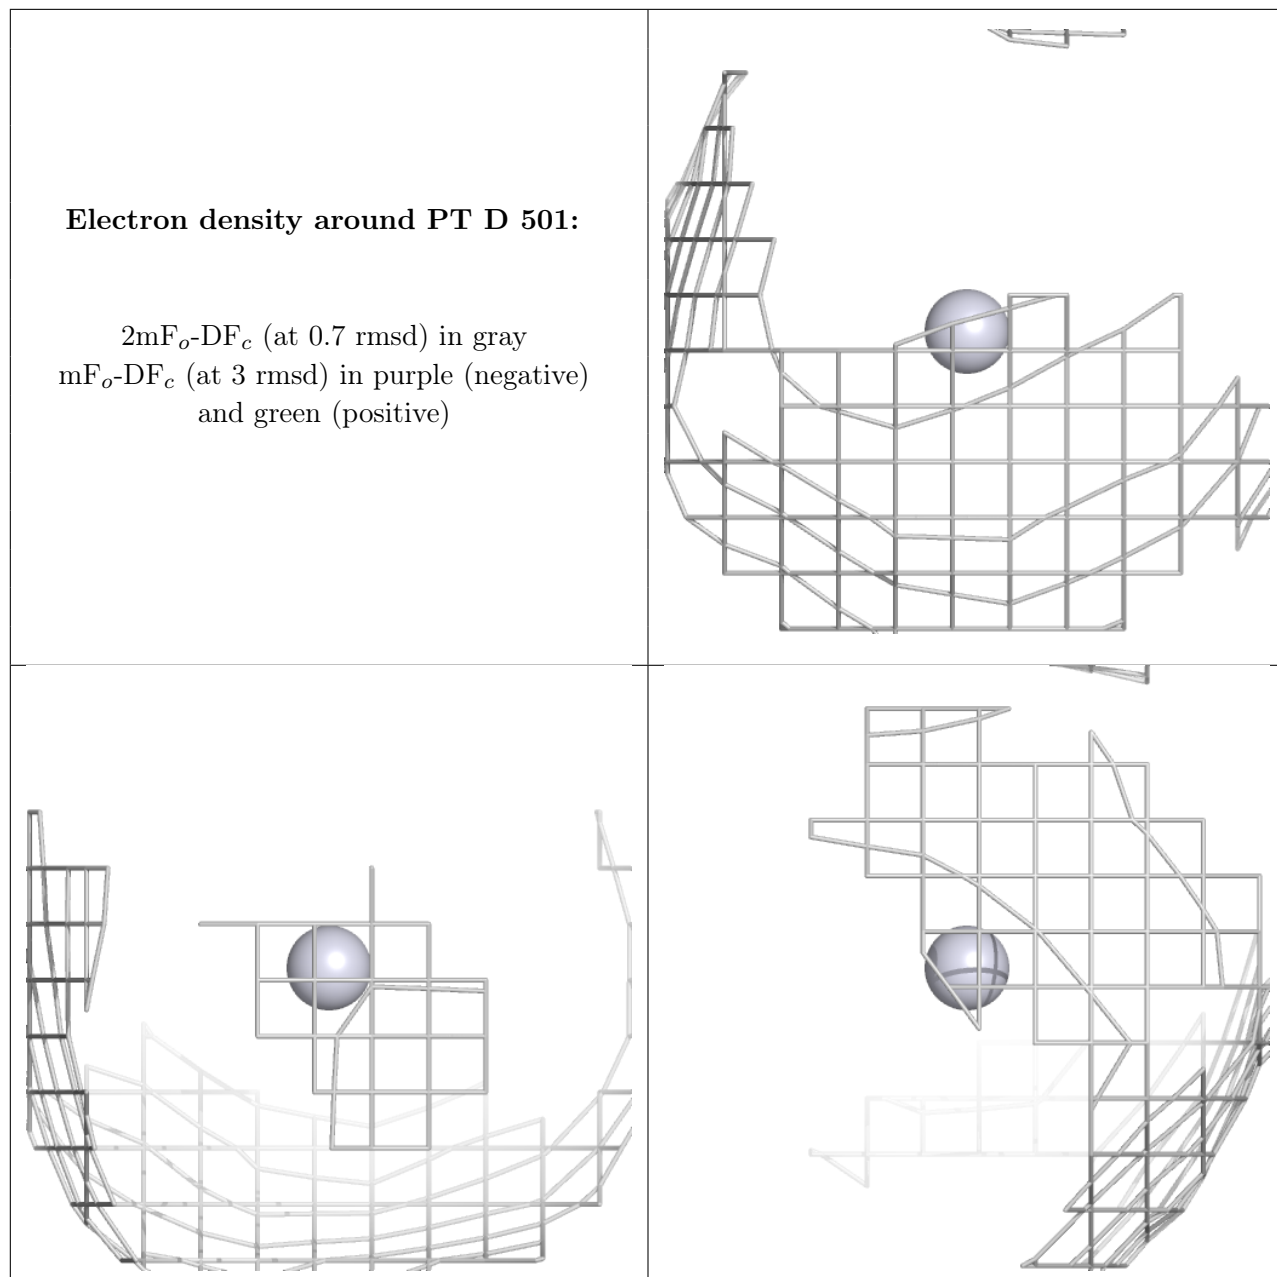 Electron density around PT D 501:
2mFₒ-DF𝒸 (at 0.7 rmsd) in gray
mFₒ-DF𝒸 (at 3 rmsd) in purple (negative)
and green (positive)